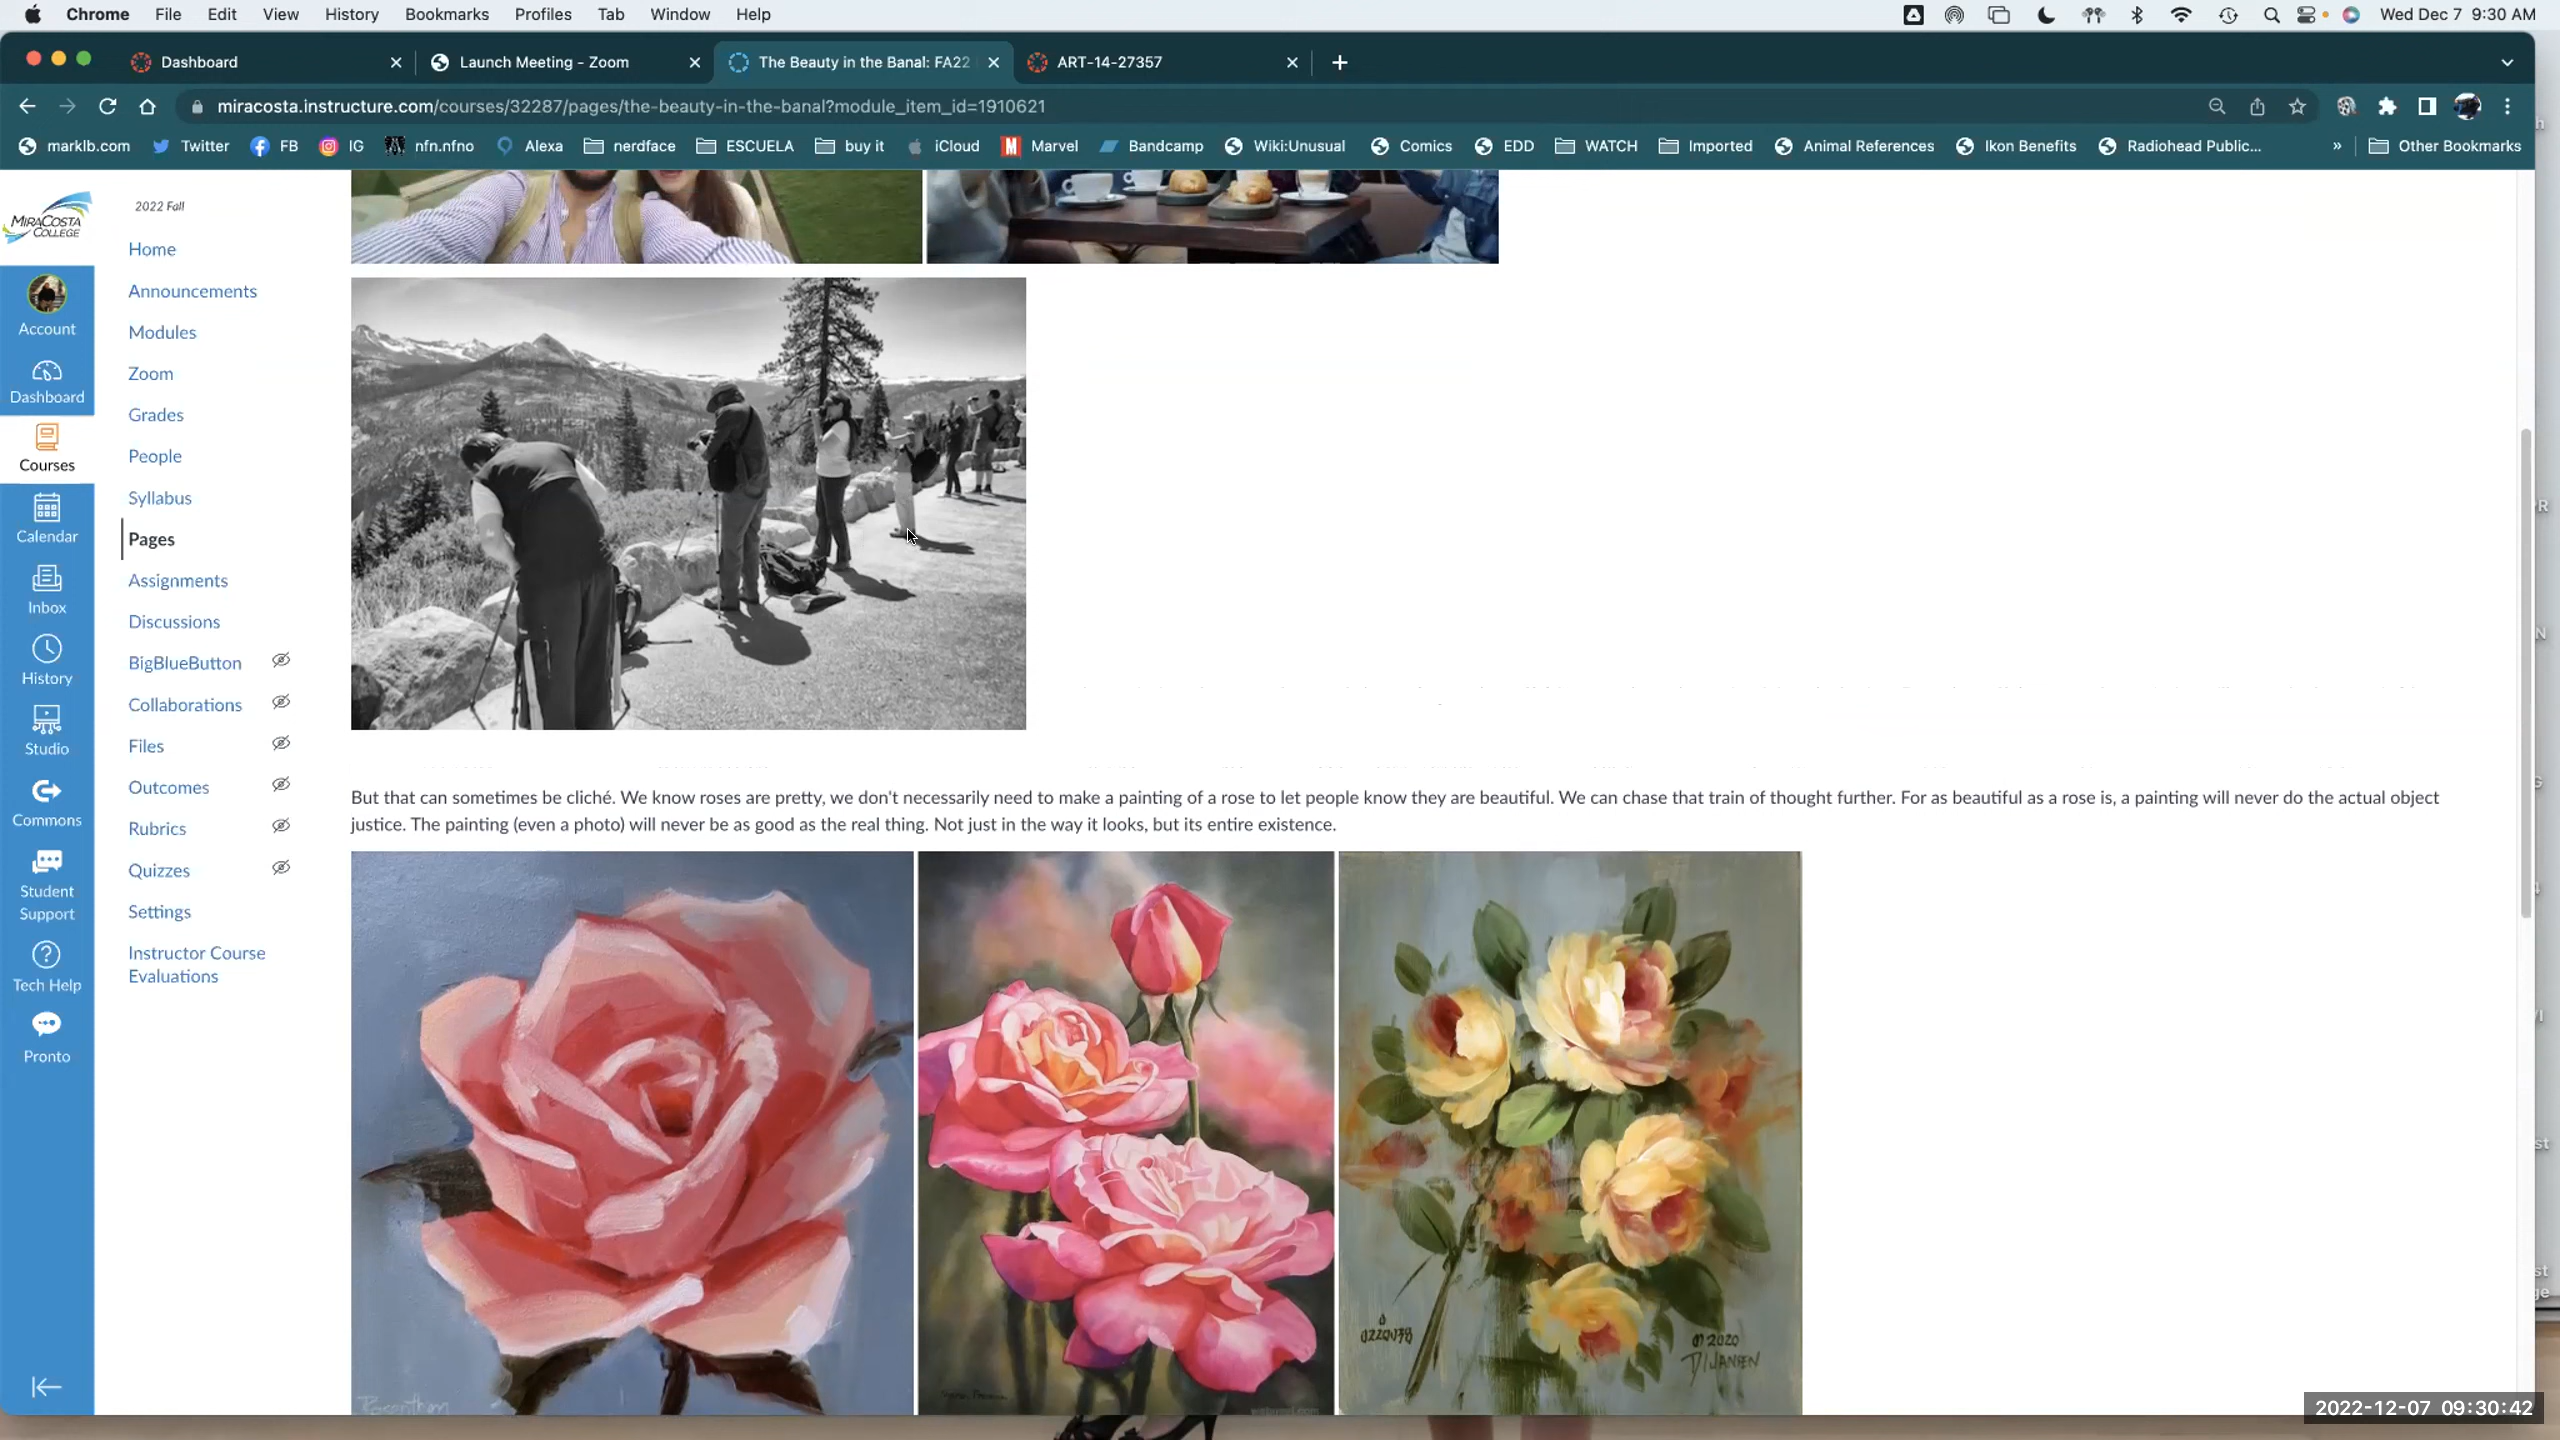 Chrome File Edit View History Bookmarks Profiles Tab Window Help Wed Dec 7 9:30 AM
Dashboard Launch Meeting - Zoom The Beauty in the Banal: FA22 ART-14-27357
miracosta.instructure.com/courses/32287/pages/the-beauty-in-the-banal?module_item_id=1910621
marklb.com Twitter FB IG nfn.nfno Alexa nerdface ESCUELA buy it iCloud Marvel Bandcamp Wiki:Unusual Comics EDD WATCH Imported Animal References Ikon Benefits Radiohead Public... » Other Bookmarks
MIRACOSTA
COLLEGE
Account
Dashboard
Courses
Calendar
Inbox
History
Studio
Commons
Student
Support
Tech Help
Pronto
2022 Fall
Home
Announcements
Modules
Zoom
Grades
People
Syllabus
Pages
Assignments
Discussions
BigBlueButton
Collaborations
Files
Outcomes
Rubrics
Quizzes
Settings
Instructor Course
Evaluations
But that can sometimes be cliché. We know roses are pretty, we don't necessarily need to make a painting of a rose to let people know they are beautiful. We can chase that train of thought further. For as beautiful as a rose is, a painting will never do the actual object
justice. The painting (even a photo) will never be as good as the real thing. Not just in the way it looks, but its entire existence.
2020
JANSEN
2022-12-07 09:30:42